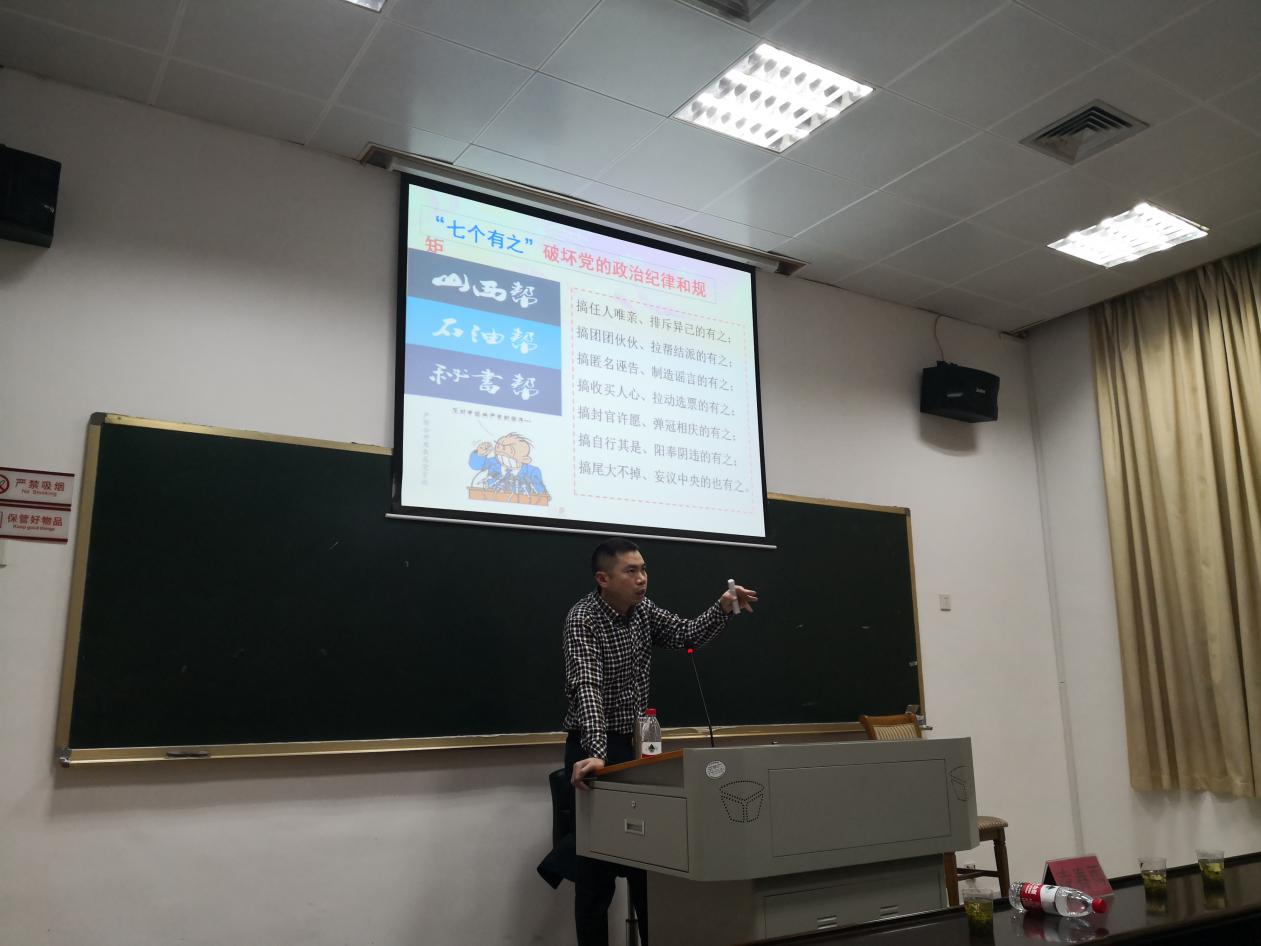 “七个有之”破坏党的政治纪律和规
矩
山西帮
石油帮
秘书帮
搞任人唯亲、排斥异己的有之；
搞团团伙伙、拉帮结派的有之；
搞匿名诬告、制造谣言的有之；
搞收买人心、拉动选票的有之；
搞封官许愿、弹冠相庆的有之；
搞自行其是、阳奉阴违的有之；
搞尾大不掉、妄议中央的也有之。
严禁吸烟
No Smoking
保管好物品
Keep good things